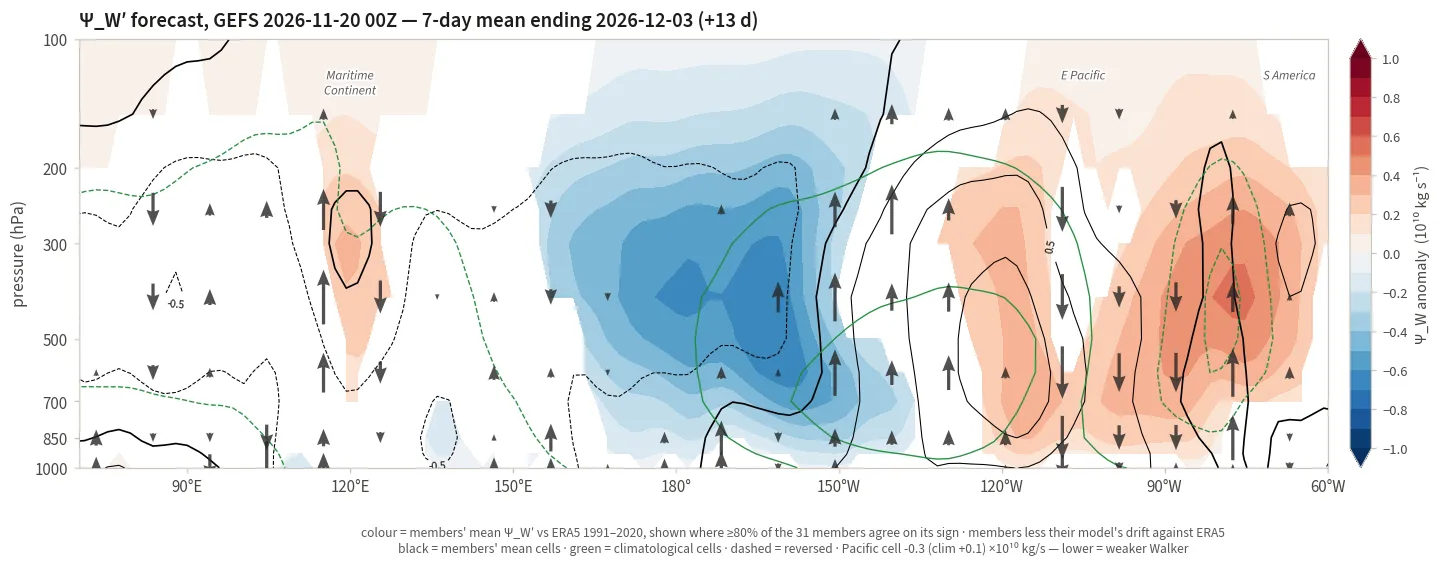 Ψ_W′ forecast, GEFS 2026-11-20 00Z — 7-day mean ending 2026-12-03 (+13 d)
100
200
300
500
700
850
1000
pressure (hPa)
Maritime
Continent
E Pacific
S America
-0.5
-0.5
0.5
90°E
120°E
150°E
180°
150°W
120°W
90°W
60°W
1.0
0.8
0.6
0.4
0.2
0.0
−0.2
−0.4
−0.6
−0.8
−1.0
Ψ_W anomaly (10¹⁰ kg s⁻¹)
colour = members' mean Ψ_W′ vs ERA5 1991–2020, shown where ≥80% of the 31 members agree on its sign · members less their model's drift against ERA5
black = members' mean cells · green = climatological cells · dashed = reversed · Pacific cell -0.3 (clim +0.1) ×10¹⁰ kg/s — lower = weaker Walker